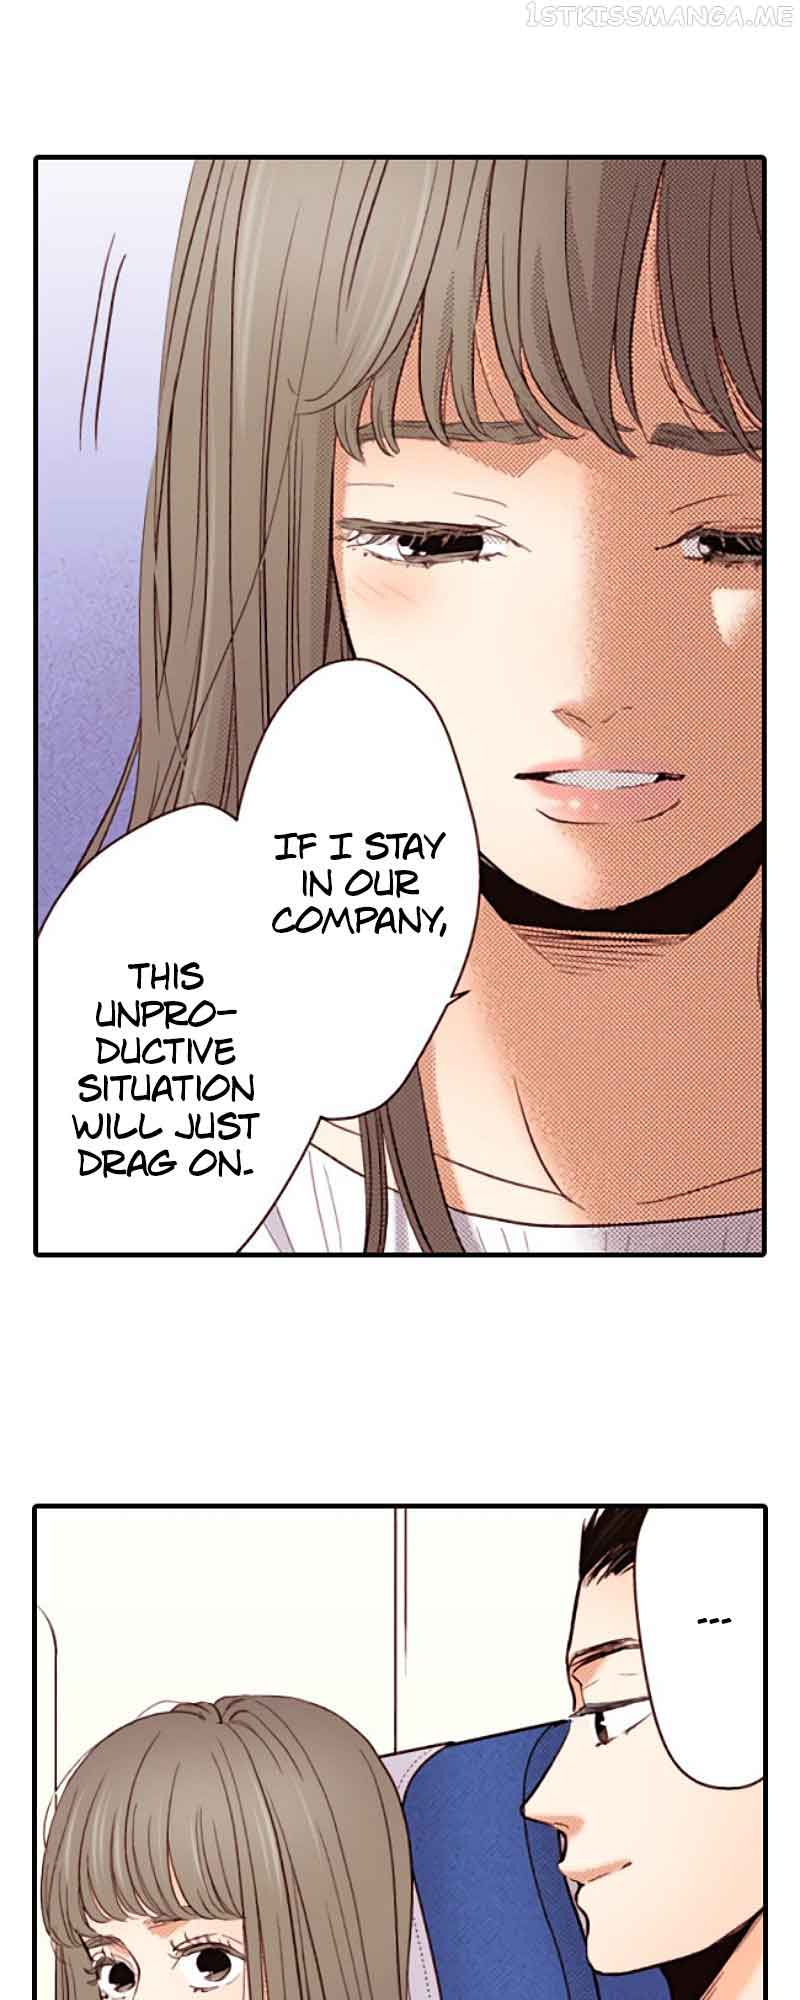 1STKISSMANGA.ME
IF I STAY
IN OUR
COMPANY,
THIS
UNPRO-
DUCTIVE
SITUATION
WILL JUST
DRAG ON.
...